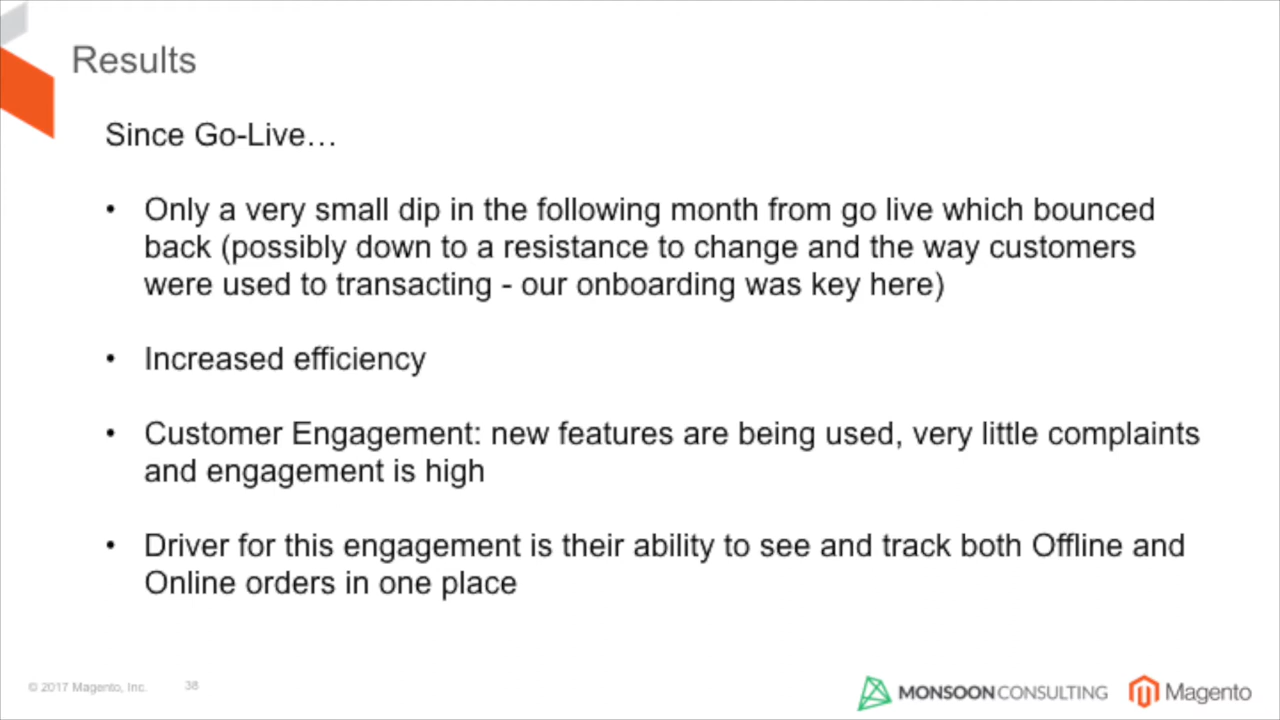 Results
Since Go-Live…
• Only a very small dip in the following month from go live which bounced
back (possibly down to a resistance to change and the way customers
were used to transacting - our onboarding was key here)
• Increased efficiency
• Customer Engagement: new features are being used, very little complaints
and engagement is high
• Driver for this engagement is their ability to see and track both Offline and
Online orders in one place
© 2017 Magento, Inc. 38
MONSOON CONSULTING Magento